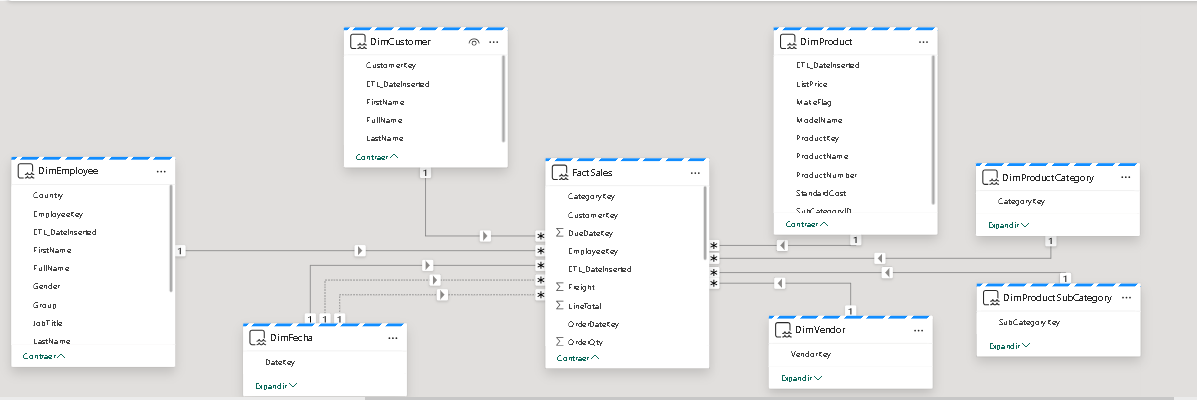 DimCustomer
CustomerKey
ETL_DateInserted
FirstName
FullName
LastName
Contraer
1
DimProduct
ETL_DateInserted
ListPrice
MakeFlag
ModelName
ProductKey
ProductName
ProductNumber
StandardCost
SubCategoryID
Contraer
1
DimEmployee
County
EmployeeKey
ETL_DateInserted
FirstName
FullName
Gender
Group
JobTitle
LastName
Contraer
1
FactSales
CategoryKey
CustomerKey
Σ DueDateKey
EmployeeKey
ETL_DateInserted
Σ Freight
Σ LineTotal
OrderDateKey
Σ OrderQty
Contraer
* * * * *
* * * *
DimProductCategory
CategoryKey
Expandir
1
1
DimProductSubCategory
SubCategoryKey
Expandir
1 1 1
DimFecha
DateKey
Expandir
1
DimVendor
VendorKey
Expandir